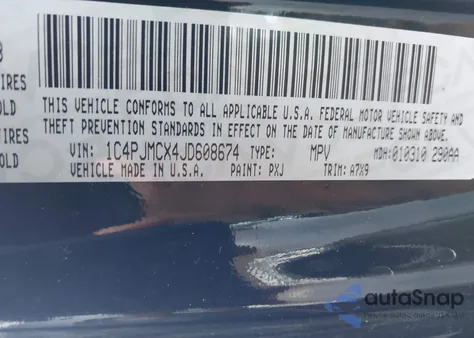 8
IRES
OLD
IRES
OLD
THIS VEHICLE CONFORMS TO ALL APPLICABLE U.S.A. FEDERAL MOTOR VEHICLE SAFETY AND
THEFT PREVENTION STANDARDS IN EFFECT ON THE DATE OF MANUFACTURE SHOWN ABOVE.
VIN: 1C4PJMCX4JD608674 TYPE: MPV MDH: 010310 290AA
VEHICLE MADE IN U.S.A. PAINT: PXJ TRIM: A7X9
autoSnap